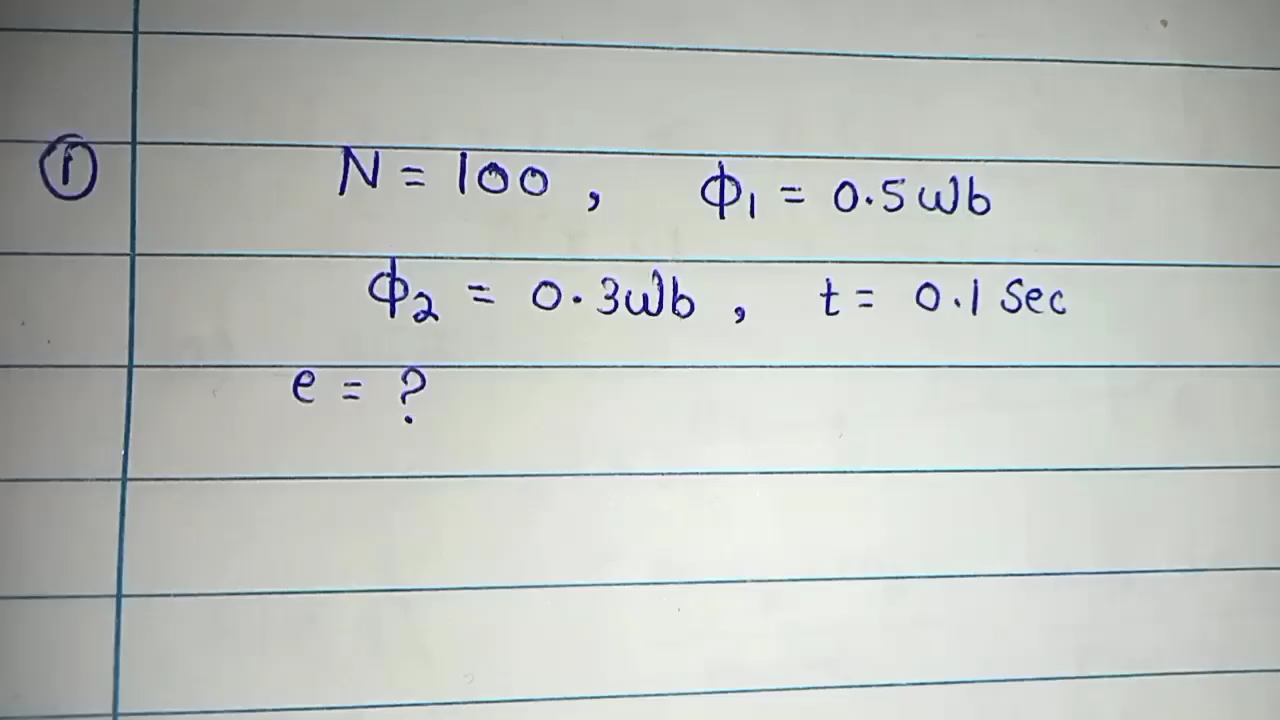 ① N = 100 , ϕ1 = 0.5wb
ϕ2 = 0.3wb , t = 0.1 Sec
e = ?